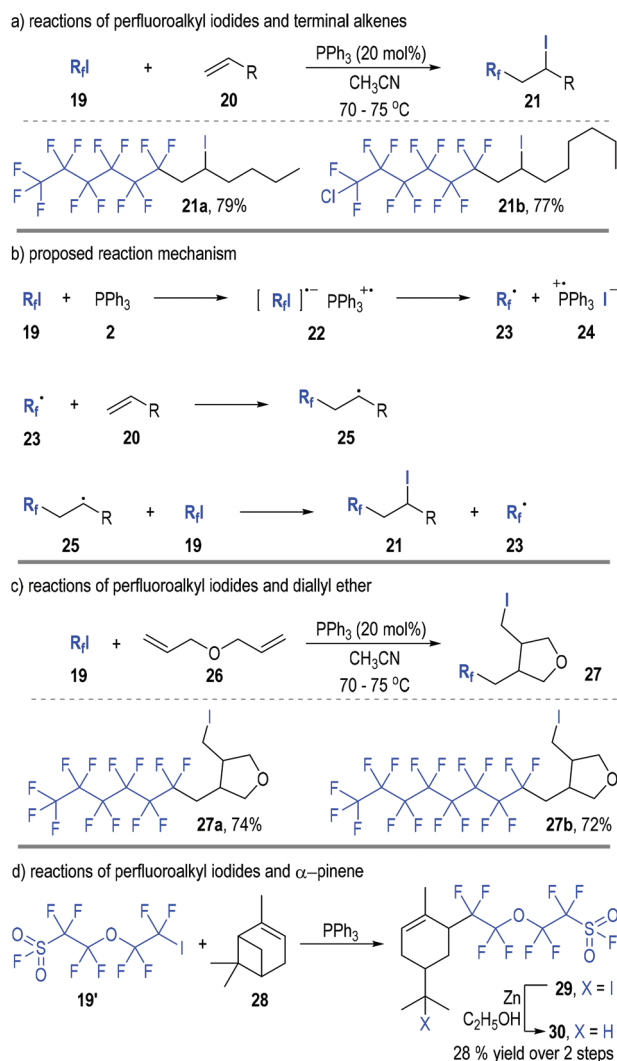 a) reactions of perfluoroalkyl iodides and terminal alkenes
RfI + R PPh3 (20 mol%) I
CH3CN Rf R
19 20 70 - 75 °C 21
F F F F F F I
F
F
F F F F F F F
21a, 79%
F F F F F F I
F
Cl
F F F F F F
21b, 77%
b) proposed reaction mechanism
RfI + PPh3 [ RfI ]•− PPh3+• Rf• + +•PPh3 I−
19 2 22 23 24
Rf• + R Rf R
23 20 25
Rf R + RfI Rf I R + Rf•
25 19 21 23
c) reactions of perfluoroalkyl iodides and diallyl ether
RfI + O PPh3 (20 mol%) I
CH3CN Rf O 27
19 26 70 - 75 °C
I
F F F F F F O
F
F
F F F F F F F
27a, 74%
I
F F F F F F F F O
F
F
F F F F F F F
27b, 72%
d) reactions of perfluoroalkyl iodides and α–pinene
O F F F F
F S O I + PPh3
O F F F F
19' 28
F F F F O
O S F
F F F F O
X
Zn 29, X = I
C2H5OH 30, X = H
28 % yield over 2 steps